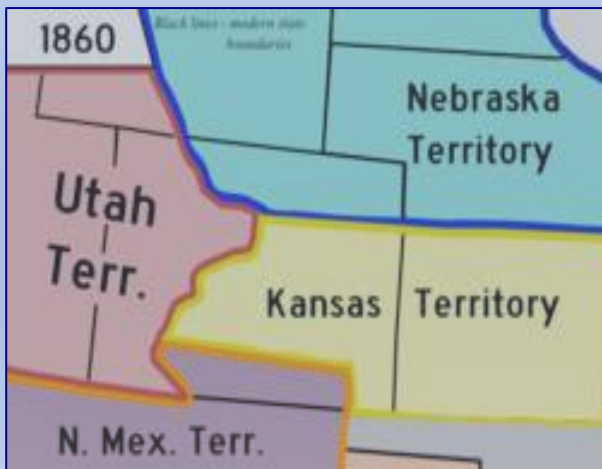 Black lines - modern state
boundaries
1860
Nebraska
Territory
Utah
Terr.
Kansas Territory
N. Mex. Terr.